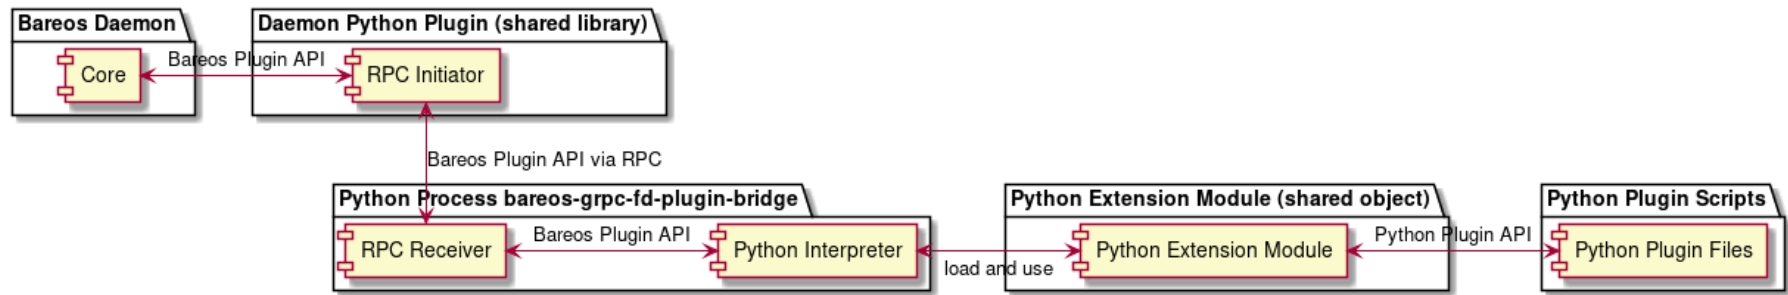 Bareos Daemon
Daemon Python Plugin (shared library)
Core
Bareos Plugin API
RPC Initiator
Bareos Plugin API via RPC
Python Process bareos-grpc-fd-plugin-bridge
Python Extension Module (shared object)
Python Plugin Scripts
RPC Receiver
Bareos Plugin API
Python Interpreter
load and use
Python Extension Module
Python Plugin API
Python Plugin Files